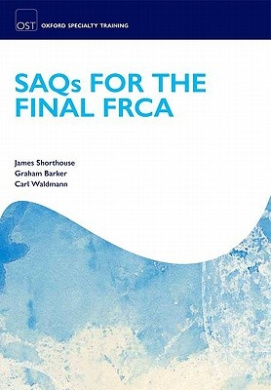 OST OXFORD SPECIALTY TRAINING
SAQs FOR THE
FINAL FRCA
James Shorthouse
Graham Barker
Carl Waldmann